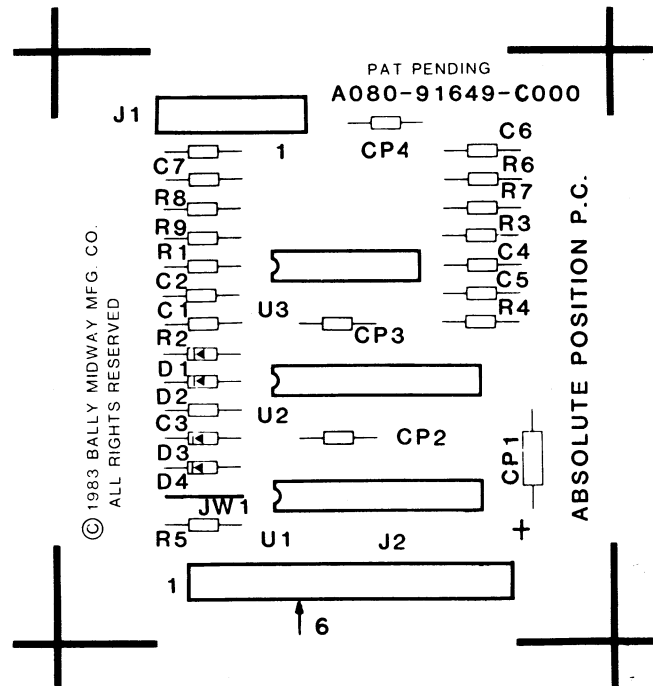 PAT PENDING
A080-91649-C000
J1
1
CP4
C6
C7
R6
R8
R7
R9
R3
R1
C4
C2
C5
C1
U3
R4
R2
CP3
D1
D2
U2
C3
CP2
CP1
D3
D4
JW1
R5
U1
J2
+
1
6
© 1983 BALLY MIDWAY MFG. CO.
ALL RIGHTS RESERVED
ABSOLUTE POSITION P.C.